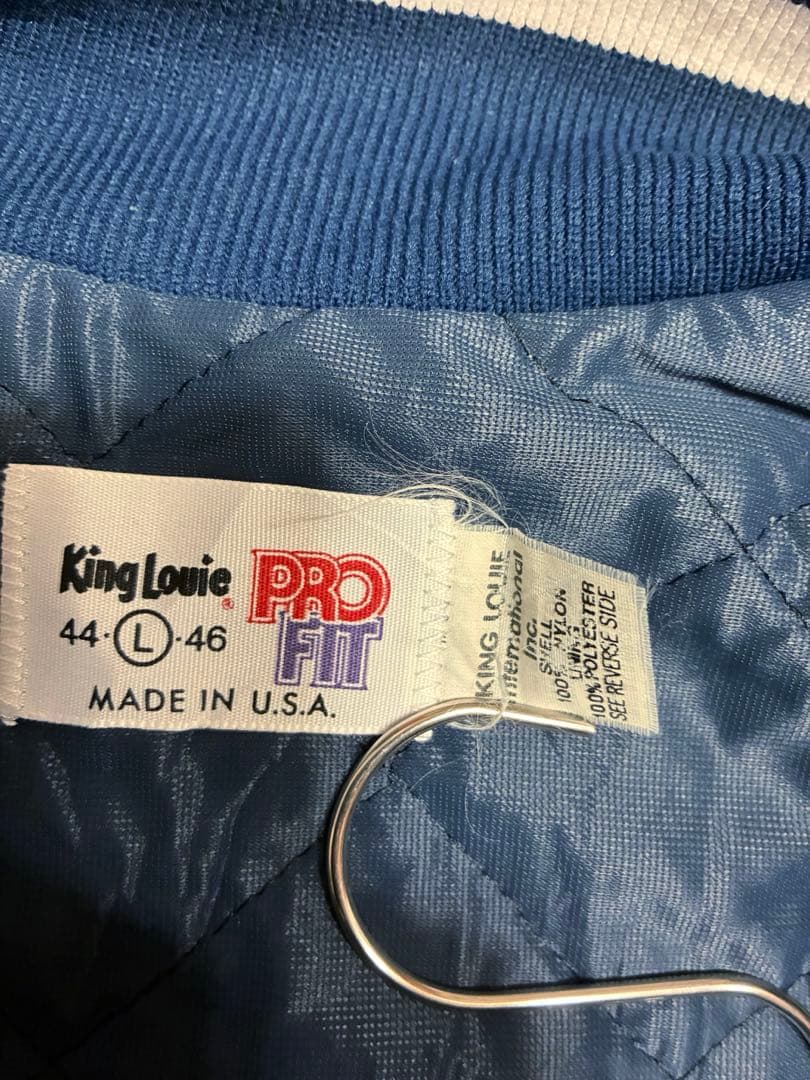 King Louie® PRO
FIT
44·L·46
MADE IN U.S.A.
KING LOUIE
International
Inc.
SHELL
100% NYLON
100% POLYESTER
SEE REVERSE SIDE